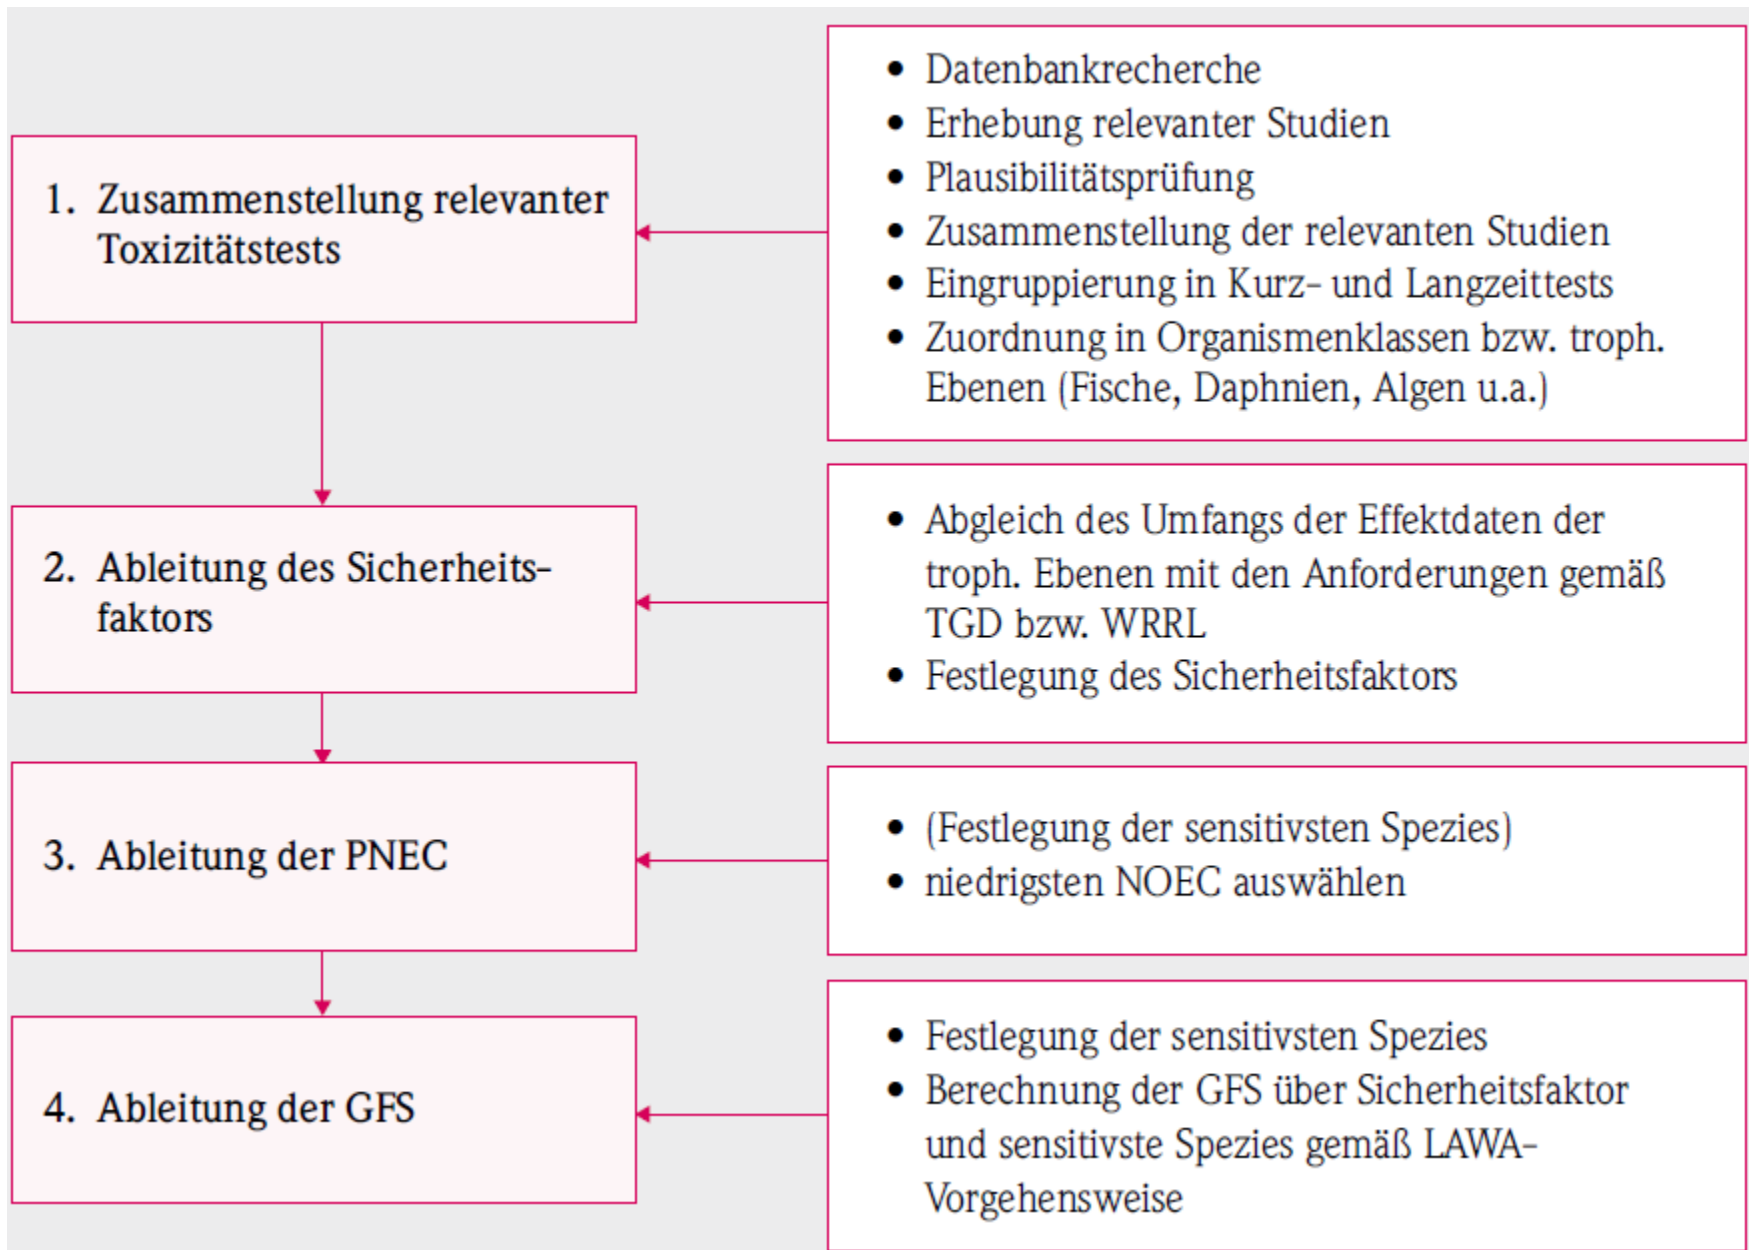 1. Zusammenstellung relevanter
Toxizitätstests
• Datenbankrecherche
• Erhebung relevanter Studien
• Plausibilitätsprüfung
• Zusammenstellung der relevanten Studien
• Eingruppierung in Kurz- und Langzeittests
• Zuordnung in Organismenklassen bzw. troph.
Ebenen (Fische, Daphnien, Algen u.a.)
2. Ableitung des Sicherheits-
faktors
• Abgleich des Umfangs der Effektdaten der
troph. Ebenen mit den Anforderungen gemäß
TGD bzw. WRRL
• Festlegung des Sicherheitsfaktors
3. Ableitung der PNEC
• (Festlegung der sensitivsten Spezies)
• niedrigsten NOEC auswählen
4. Ableitung der GFS
• Festlegung der sensitivsten Spezies
• Berechnung der GFS über Sicherheitsfaktor
und sensitivste Spezies gemäß LAWA-
Vorgehensweise